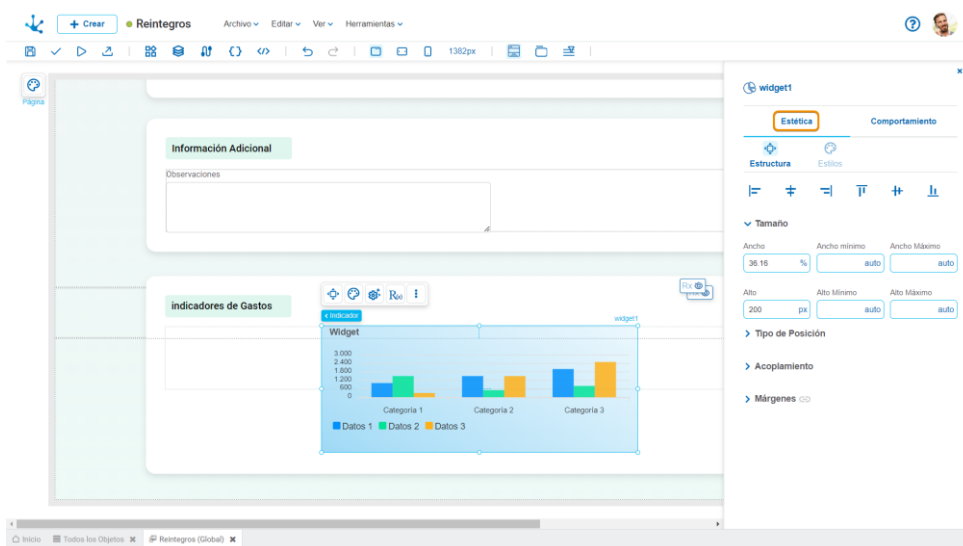 Crear
Reintegros
Archivo Editar Ver Herramientas
1382px
Página
Información Adicional
Observaciones
indicadores de Gastos
Rx
Indicador
widget1
Widget
3.000
2.400
1.800
1.200
600
0
Categoría 1 Categoría 2 Categoría 3
Datos 1 Datos 2 Datos 3
widget1
Estética Comportamiento
Estructura Estilos
Tamaño
Ancho Ancho mínimo Ancho Máximo
36.16 % auto auto
Alto Alto Mínimo Alto Máximo
200 px auto auto
Tipo de Posición
Acoplamiento
Márgenes
Inicio Todos los Objetos Reintegros (Global)